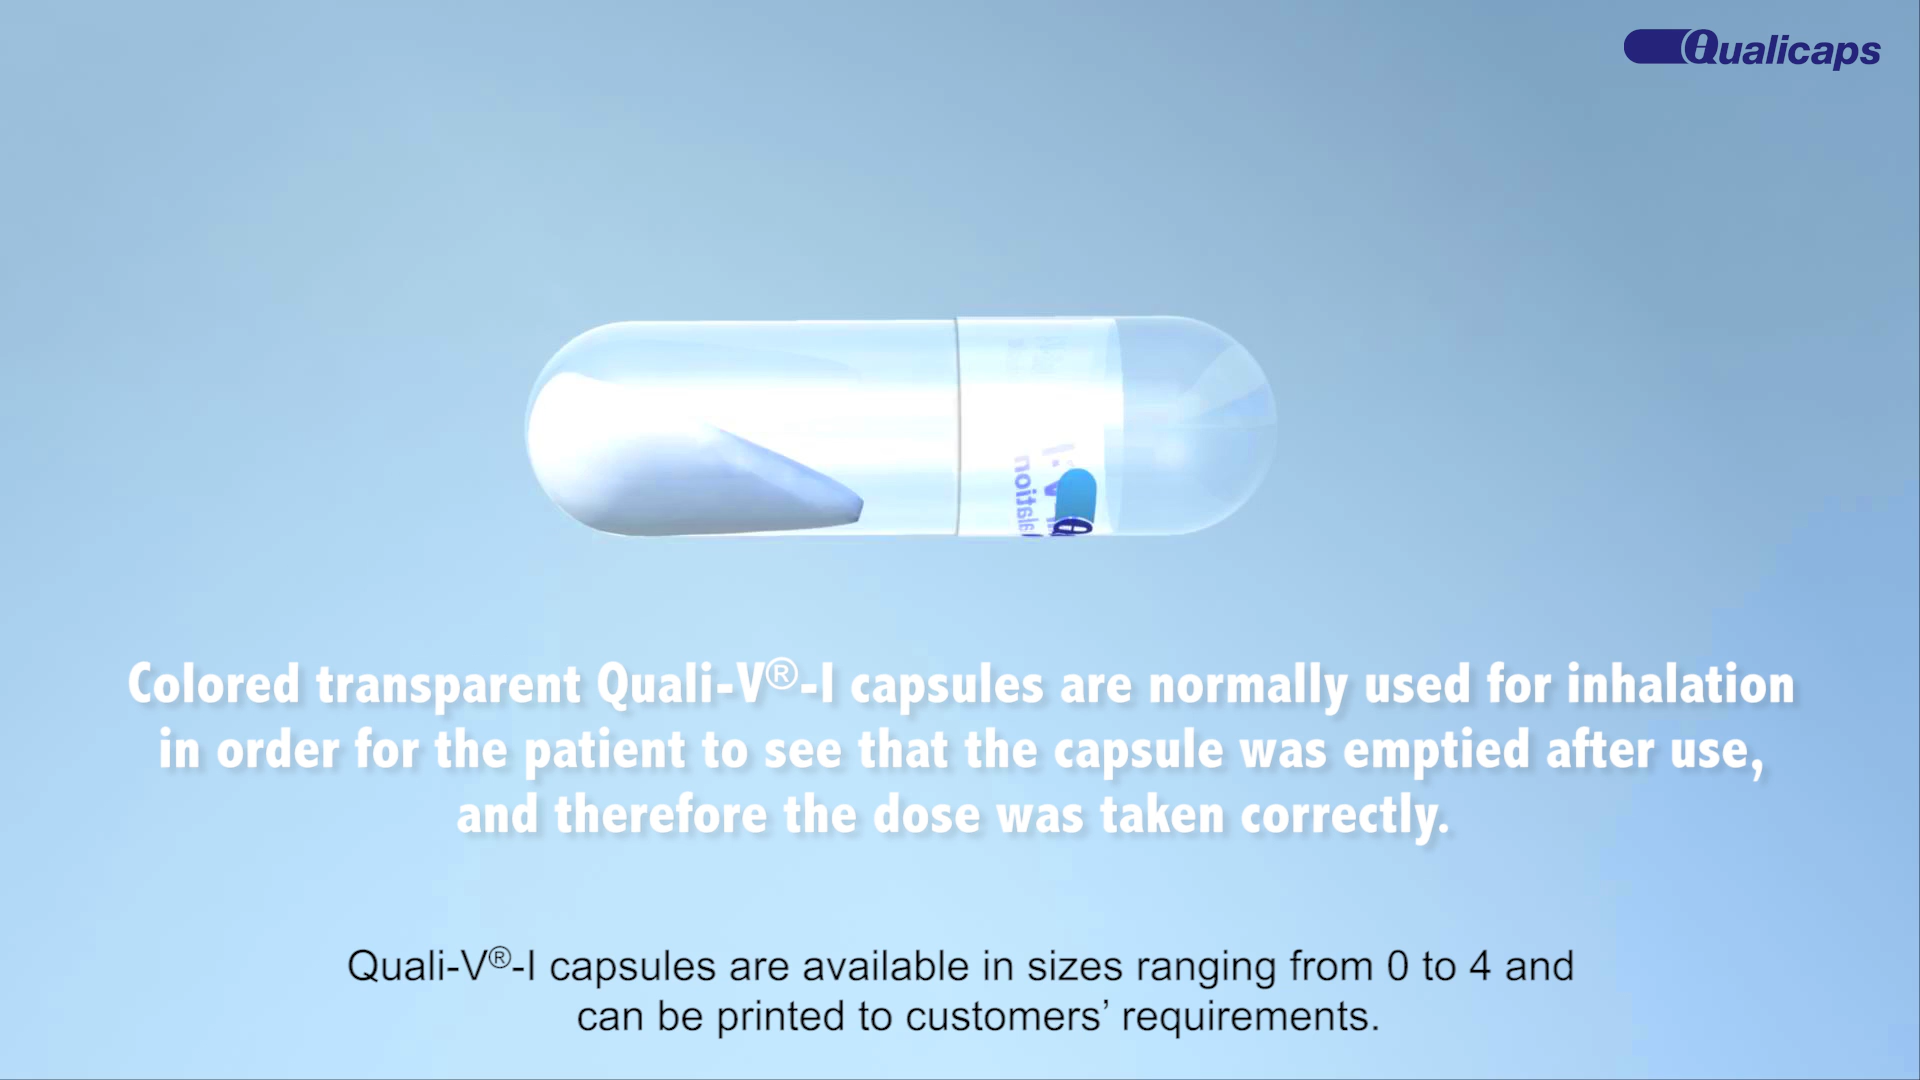 Qualicaps
Colored transparent Quali-V®-I capsules are normally used for inhalation
in order for the patient to see that the capsule was emptied after use,
and therefore the dose was taken correctly.
Quali-V®-I capsules are available in sizes ranging from 0 to 4 and
can be printed to customers’ requirements.